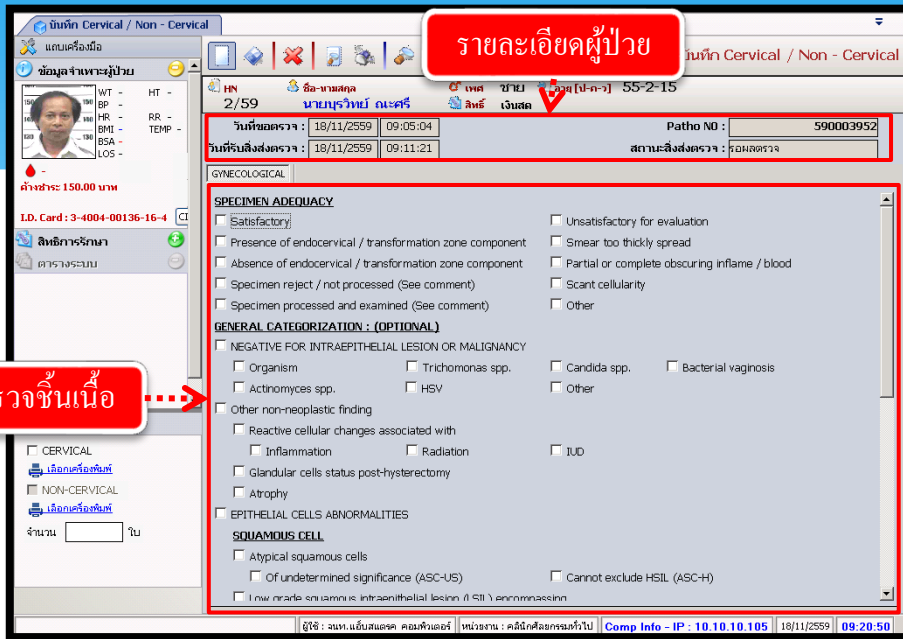 บันทึก Cervical / Non - Cervical
แถบเครื่องมือ
รายละเอียดผู้ป่วย
บันทึก Cervical / Non - Cervical
ข้อมูลจำเพาะผู้ป่วย
WT - HT -
BP -
HR - RR -
BMI - TEMP -
BSA -
LOS -
-
ค้างชำระ 150.00 บาท
I.D. Card : 3-4004-00136-16-4
สิทธิการรักษา
ตารางระบบ
HN ชื่อ-นามสกุล เพศ ชาย อายุ [ป-ด-ว] 55-2-15
2/59 นายบุรวิทย์ ณะศรี สิทธิ์ เงินสด
วันที่ขอตรวจ : 18/11/2559 09:05:04 Patho NO : 590003952
วันที่รับสิ่งส่งตรวจ : 18/11/2559 09:11:21 สถานะสิ่งส่งตรวจ : รอผลตรวจ
GYNECOLOGICAL
SPECIMEN ADEQUACY
Satisfactory Unsatisfactory for evaluation
Presence of endocervical / transformation zone component Smear too thickly spread
Absence of endocervical / transformation zone component Partial or complete obscuring inflame / blood
Specimen reject / not processed (See comment) Scant cellularity
Specimen processed and examined (See comment) Other
GENERAL CATEGORIZATION : (OPTIONAL)
NEGATIVE FOR INTRAEPITHELIAL LESION OR MALIGNANCY
Organism Trichomonas spp. Candida spp. Bacterial vaginosis
Actinomyces spp. HSV Other
Other non-neoplastic finding
Reactive cellular changes associated with
Inflammation Radiation IUD
Glandular cells status post-hysterectomy
Atrophy
EPITHELIAL CELLS ABNORMALITIES
SQUAMOUS CELL
Atypical squamous cells
Of undetermined significance (ASC-US) Cannot exclude HSIL (ASC-H)
Low grade squamous intraepithelial lesion (LSIL) encompassing
วจชิ้นเนื้อ
CERVICAL
เลือกเครื่องพิมพ์
NON-CERVICAL
เลือกเครื่องพิมพ์
จำนวน ใบ
ผู้ใช้ : จนท.แอ็บสแตรค คอมพิวเตอร์ หน่วยงาน : คลินิกศัลยกรรมทั่วไป Comp Info - IP : 10.10.10.105 18/11/2559 09:20:50